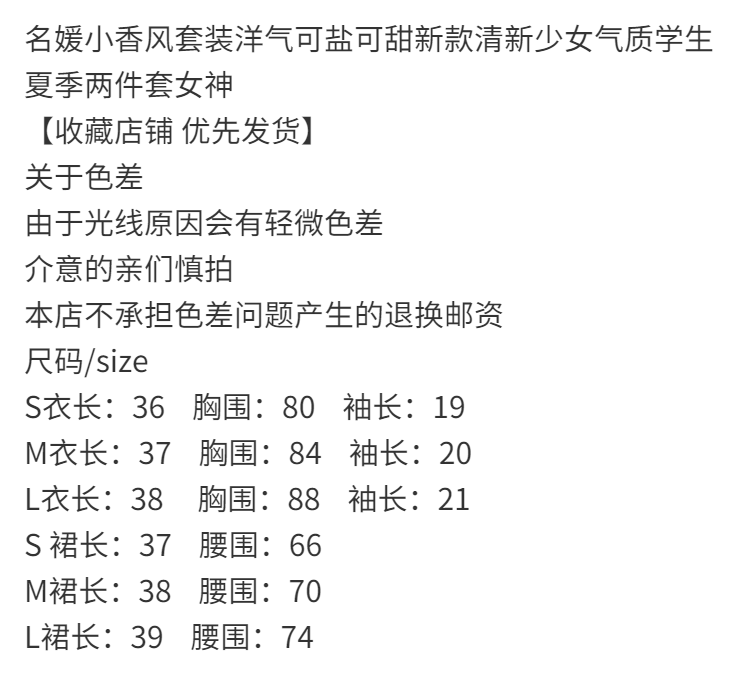 名媛小香风套装洋气可盐可甜新款清新少女气质学生
夏季两件套女神
【收藏店铺 优先发货】
关于色差
由于光线原因会有轻微色差
介意的亲们慎拍
本店不承担色差问题产生的退换邮资
尺码/size
S衣长：36 胸围：80 袖长：19
M衣长：37 胸围：84 袖长：20
L衣长：38 胸围：88 袖长：21
S 裙长：37 腰围：66
M裙长：38 腰围：70
L裙长：39 腰围：74